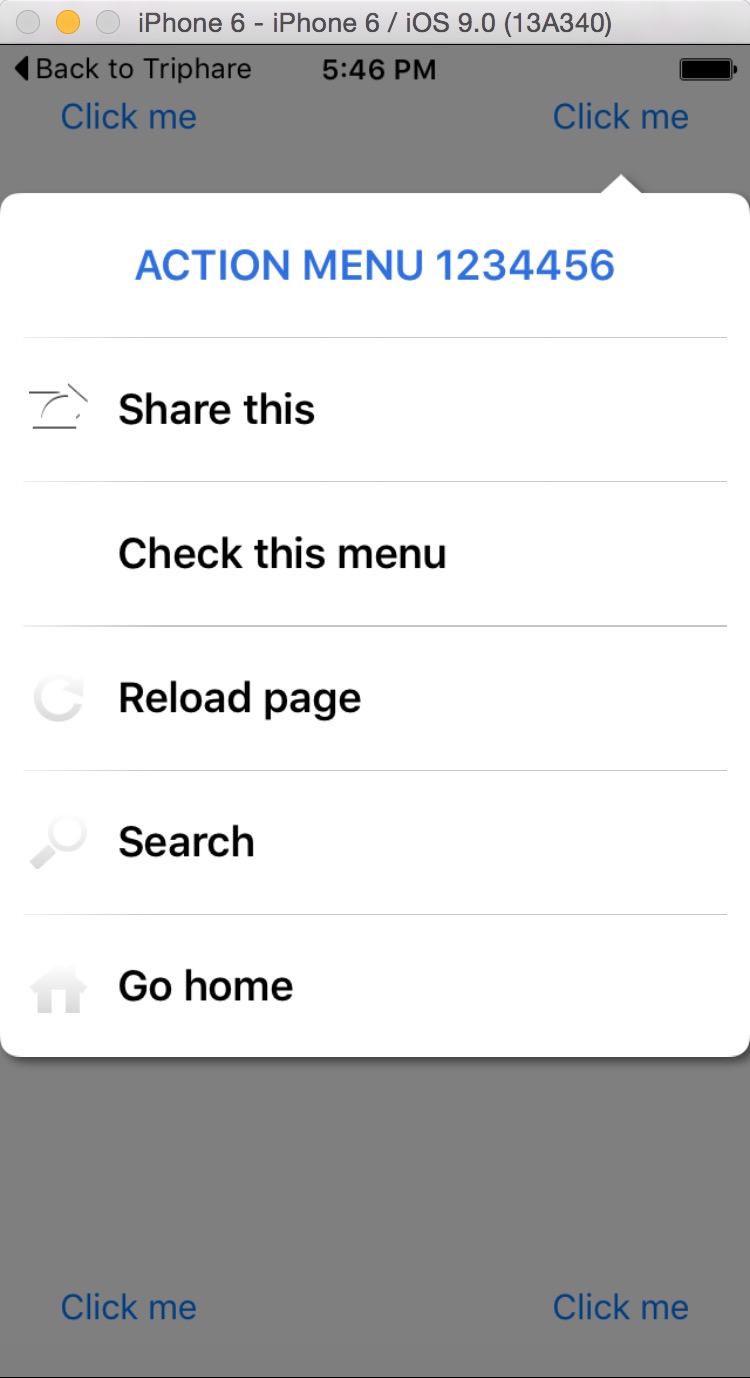 iPhone 6 - iPhone 6 / iOS 9.0 (13A340)
Back to Triphare 5:46 PM
Click me Click me
ACTION MENU 1234456
Share this
Check this menu
Reload page
Search
Go home
Click me Click me